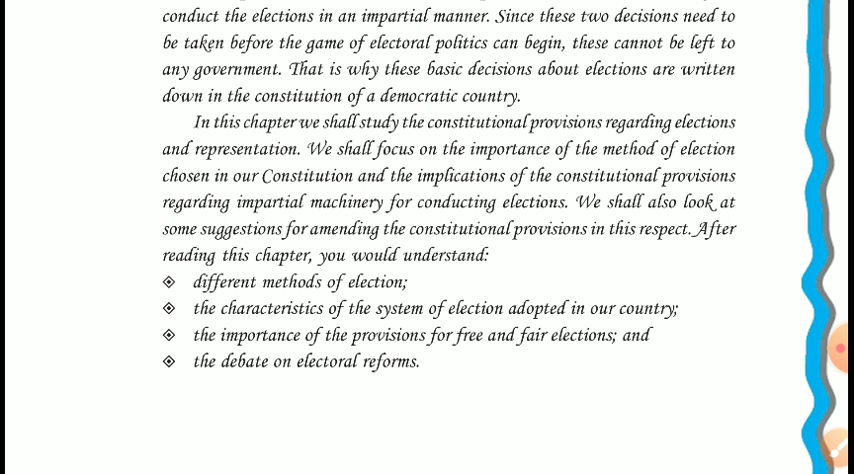 conduct the elections in an impartial manner. Since these two decisions need to
be taken before the game of electoral politics can begin, these cannot be left to
any government. That is why these basic decisions about elections are written
down in the constitution of a democratic country.
In this chapter we shall study the constitutional provisions regarding elections
and representation. We shall focus on the importance of the method of election
chosen in our Constitution and the implications of the constitutional provisions
regarding impartial machinery for conducting elections. We shall also look at
some suggestions for amending the constitutional provisions in this respect. After
reading this chapter, you would understand:
different methods of election;
the characteristics of the system of election adopted in our country;
the importance of the provisions for free and fair elections; and
the debate on electoral reforms.